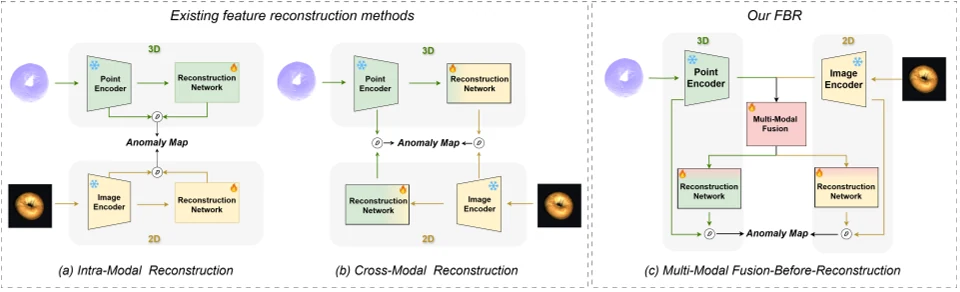 Existing feature reconstruction methods
3D
Point
Encoder
Reconstruction
Network
D
Anomaly Map
D
Image
Encoder
Reconstruction
Network
2D
(a) Intra-Modal Reconstruction
3D
Point
Encoder
Reconstruction
Network
D
Anomaly Map
D
Reconstruction
Network
Image
Encoder
2D
(b) Cross-Modal Reconstruction
Our FBR
3D
2D
Point
Encoder
Image
Encoder
Multi-Modal
Fusion
Reconstruction
Network
Reconstruction
Network
D
Anomaly Map
D
(c) Multi-Modal Fusion-Before-Reconstruction